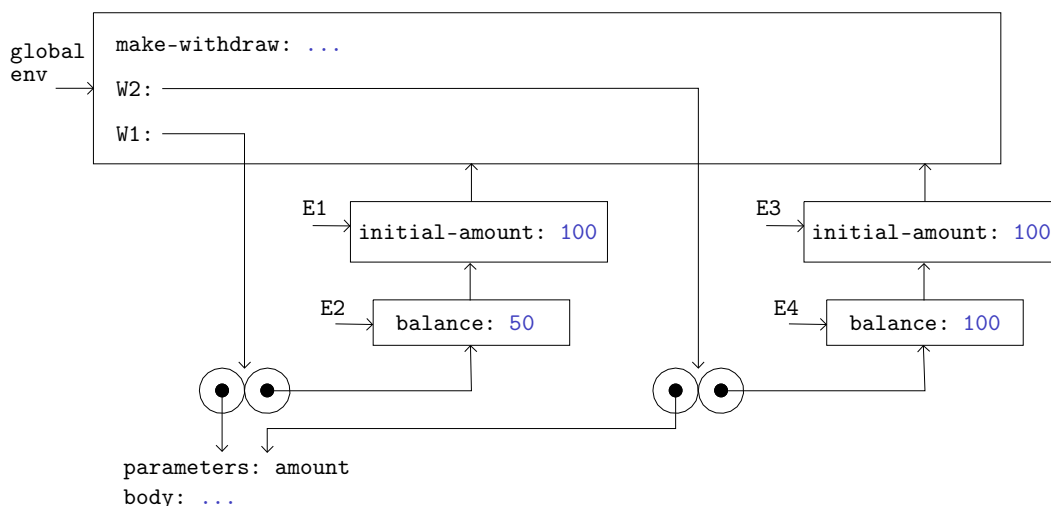 global
env
make-withdraw: ...
W2:
W1:
E1
initial-amount: 100
E3
initial-amount: 100
E2
balance: 50
E4
balance: 100
parameters: amount
body: ...